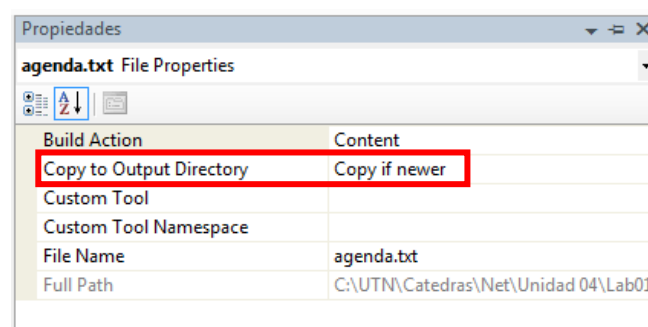 Propiedades
agenda.txt File Properties
Build Action Content
Copy to Output Directory Copy if newer
Custom Tool
Custom Tool Namespace
File Name agenda.txt
Full Path C:\UTN\Catedras\Net\Unidad 04\Lab01